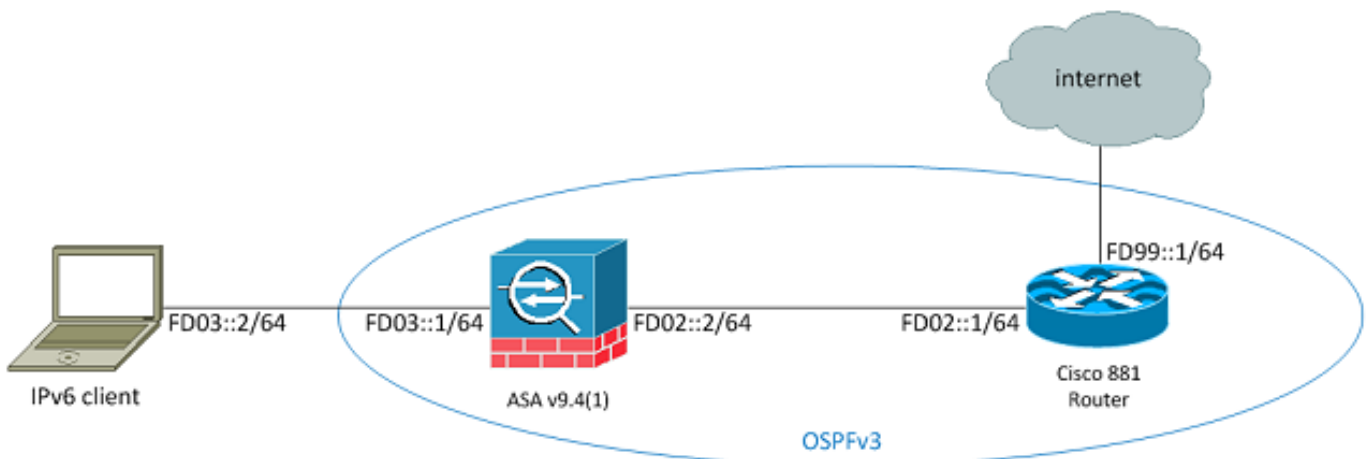 internet
FD99::1/64
FD03::2/64
FD03::1/64
FD02::2/64
FD02::1/64
IPv6 client
ASA v9.4(1)
Cisco 881
Router
OSPFv3